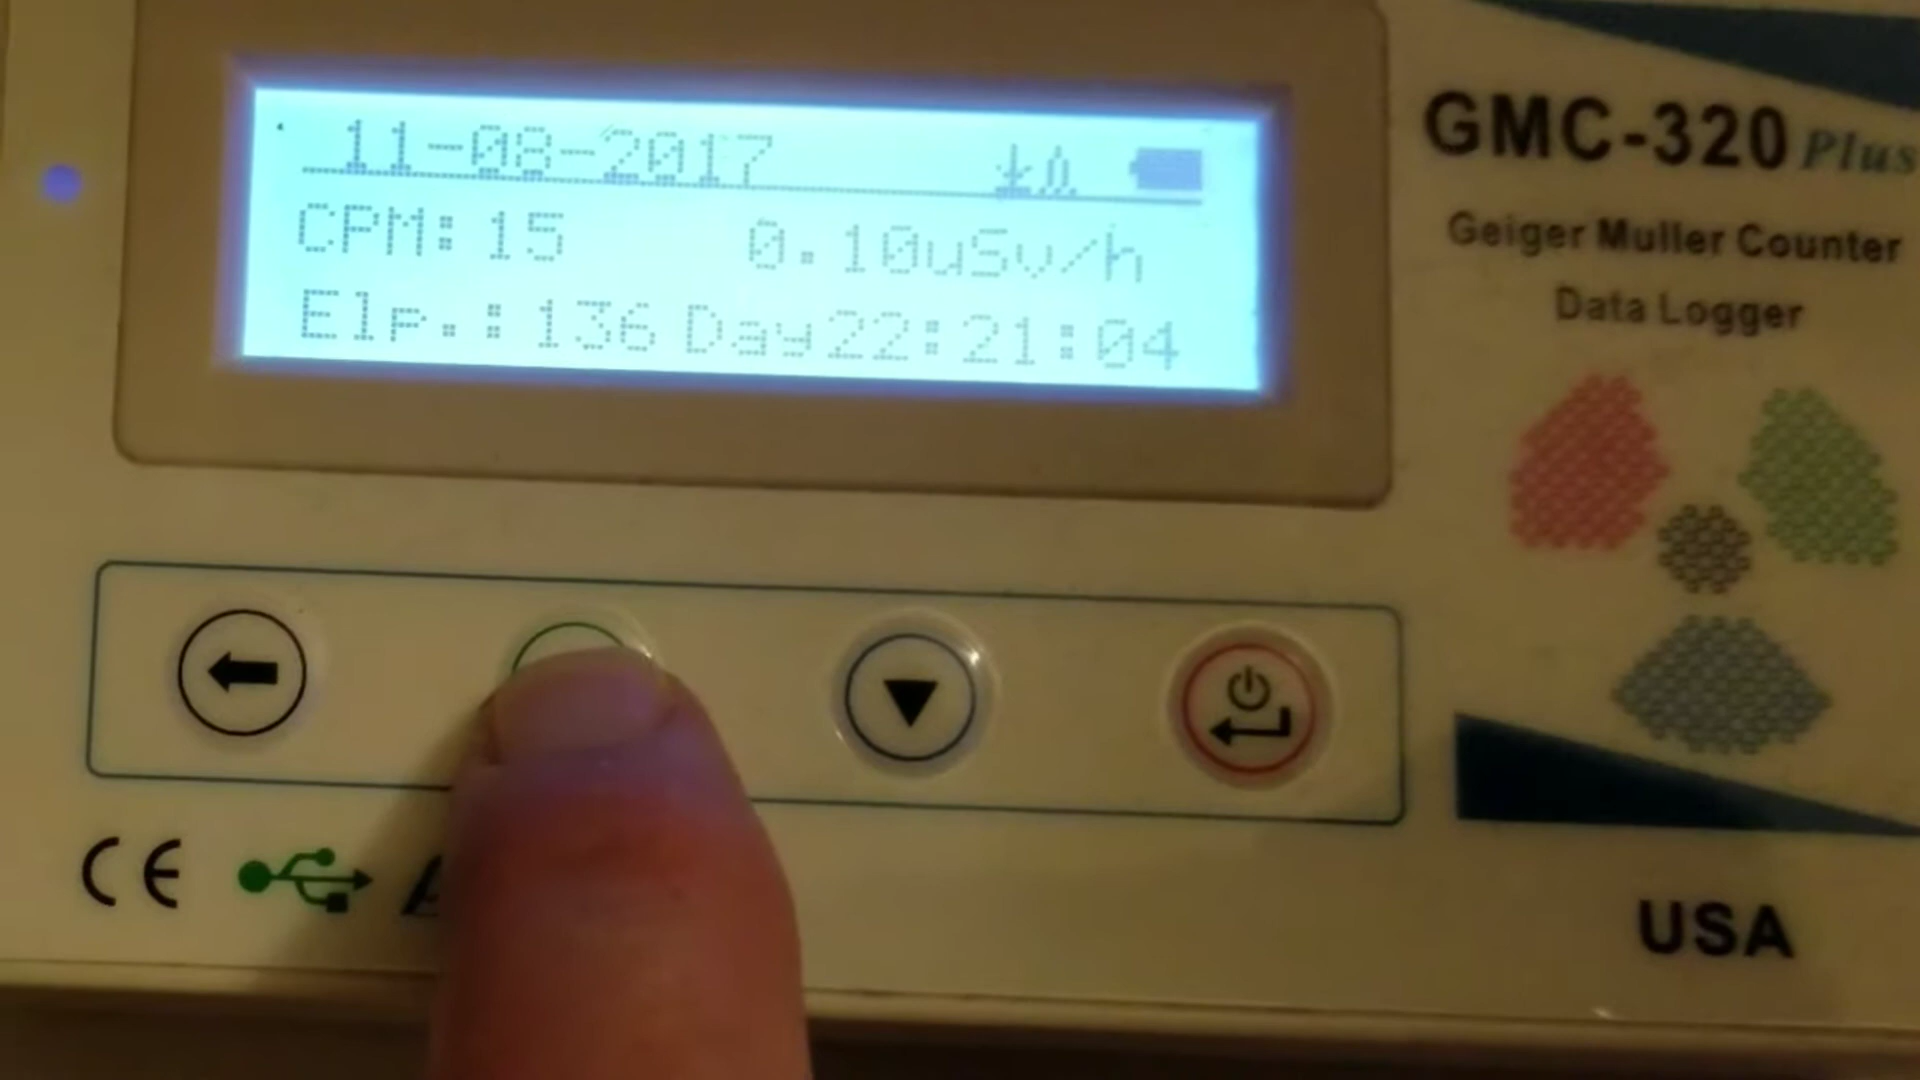 11-08-2017
CPM:15 0.10uSv/h
Elp.:136 Day22:21:04
GMC-320 Plus
Geiger Muller Counter
Data Logger
CE
USA